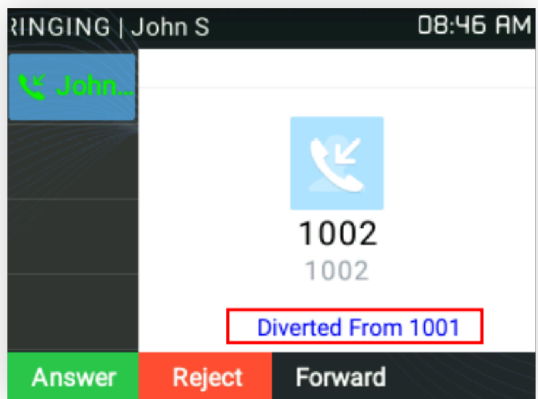 RINGING | John S
08:46 AM
John...
1002
1002
Diverted From 1001
Answer
Reject
Forward